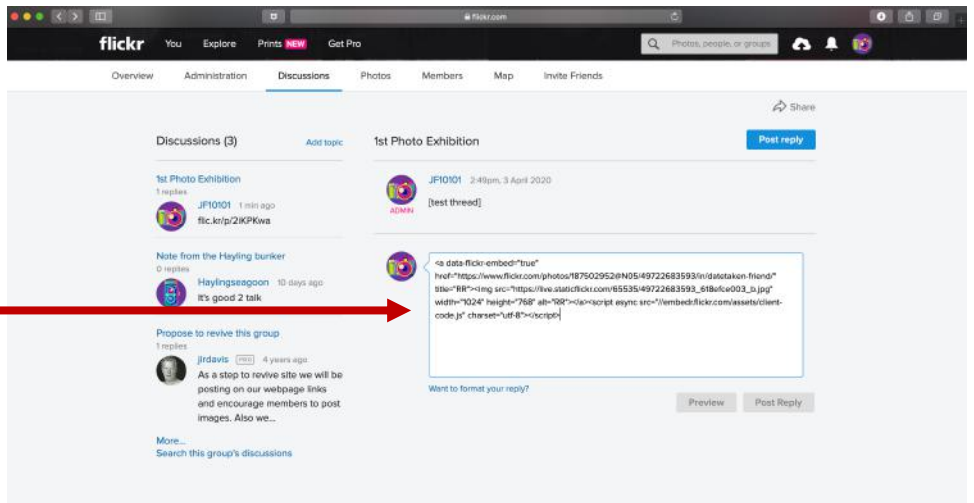 flickr.com
flickr You Explore Prints NEW Get Pro Photos, people, or groups
Overview Administration Discussions Photos Members Map Invite Friends
Share
Discussions (3) Add topic
1st Photo Exhibition
1 replies
JF10101 1 min ago
flic.kr/p/2iKPKwa
Note from the Hayling bunker
0 replies
Haylingseagoon 10 days ago
It's good 2 talk
Propose to revive this group
1 replies
jirdavis PRO 4 years ago
As a step to revive site we will be
posting on our webpage links
and encourage members to post
images. Also we...
More...
Search this group's discussions
1st Photo Exhibition Post reply
JF10101 2:49pm, 3 April 2020
ADMIN [test thread]
<a data-flickr-embed="true"
href="https://www.flickr.com/photos/187502952@N05/49722683593/in/datetaken-friend/"
title="RR"><img src="https://live.staticflickr.com/65535/49722683593_618efce003_b.jpg"
width="1024" height="768" alt="RR"></a><script async src="//embedr.flickr.com/assets/client-
code.js" charset="utf-8"></script>
Want to format your reply?
Preview Post Reply